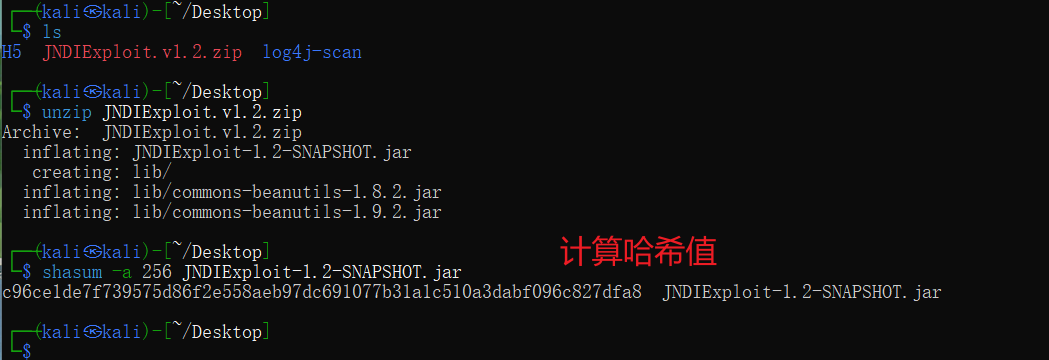 ┌──(kali㉿kali)-[~/Desktop]
└─$ ls
H5 JNDIExploit.v1.2.zip log4j-scan
┌──(kali㉿kali)-[~/Desktop]
└─$ unzip JNDIExploit.v1.2.zip
Archive:  JNDIExploit.v1.2.zip
  inflating: JNDIExploit-1.2-SNAPSHOT.jar
   creating: lib/
  inflating: lib/commons-beanutils-1.8.2.jar
  inflating: lib/commons-beanutils-1.9.2.jar
┌──(kali㉿kali)-[~/Desktop]
计算哈希值
└─$ shasum -a 256 JNDIExploit-1.2-SNAPSHOT.jar
c96ce1de7f739575d86f2e558aeb97dc691077b31a1c510a3dabf096c827dfa8  JNDIExploit-1.2-SNAPSHOT.jar
┌──(kali㉿kali)-[~/Desktop]
└─$